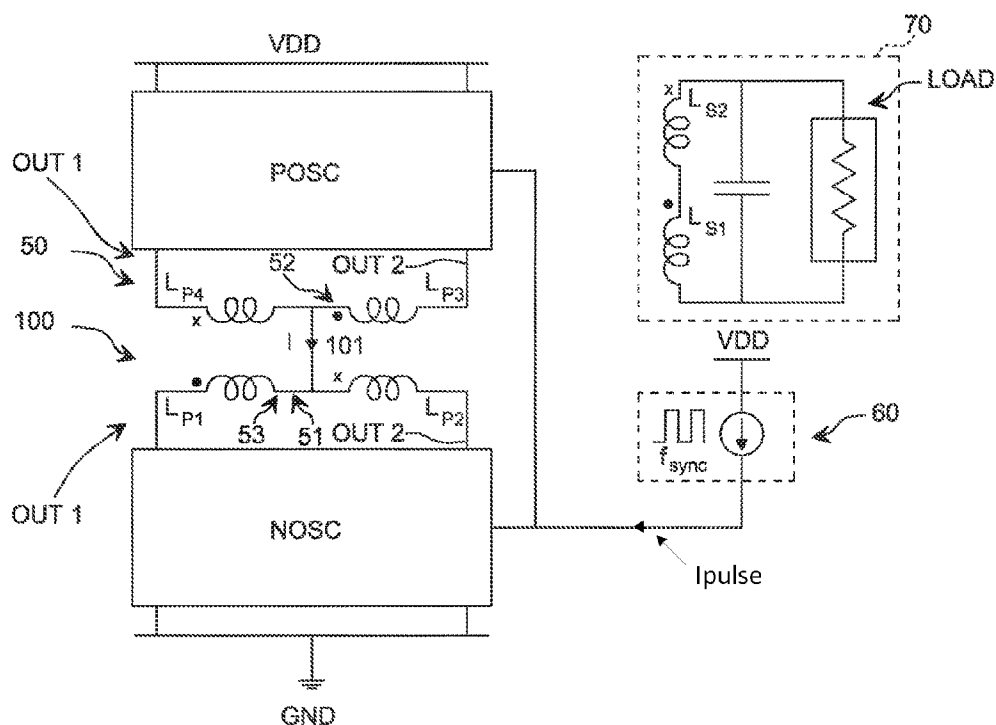 VDD
70
LOAD
x
L S2
OUT 1
POSC
L S1
50
52
OUT 2
L P4
L P3
x
100
I
101
VDD
x
L P1
53
51
L P2
OUT 2
60
f sync
OUT 1
NOSC
Ipulse
GND